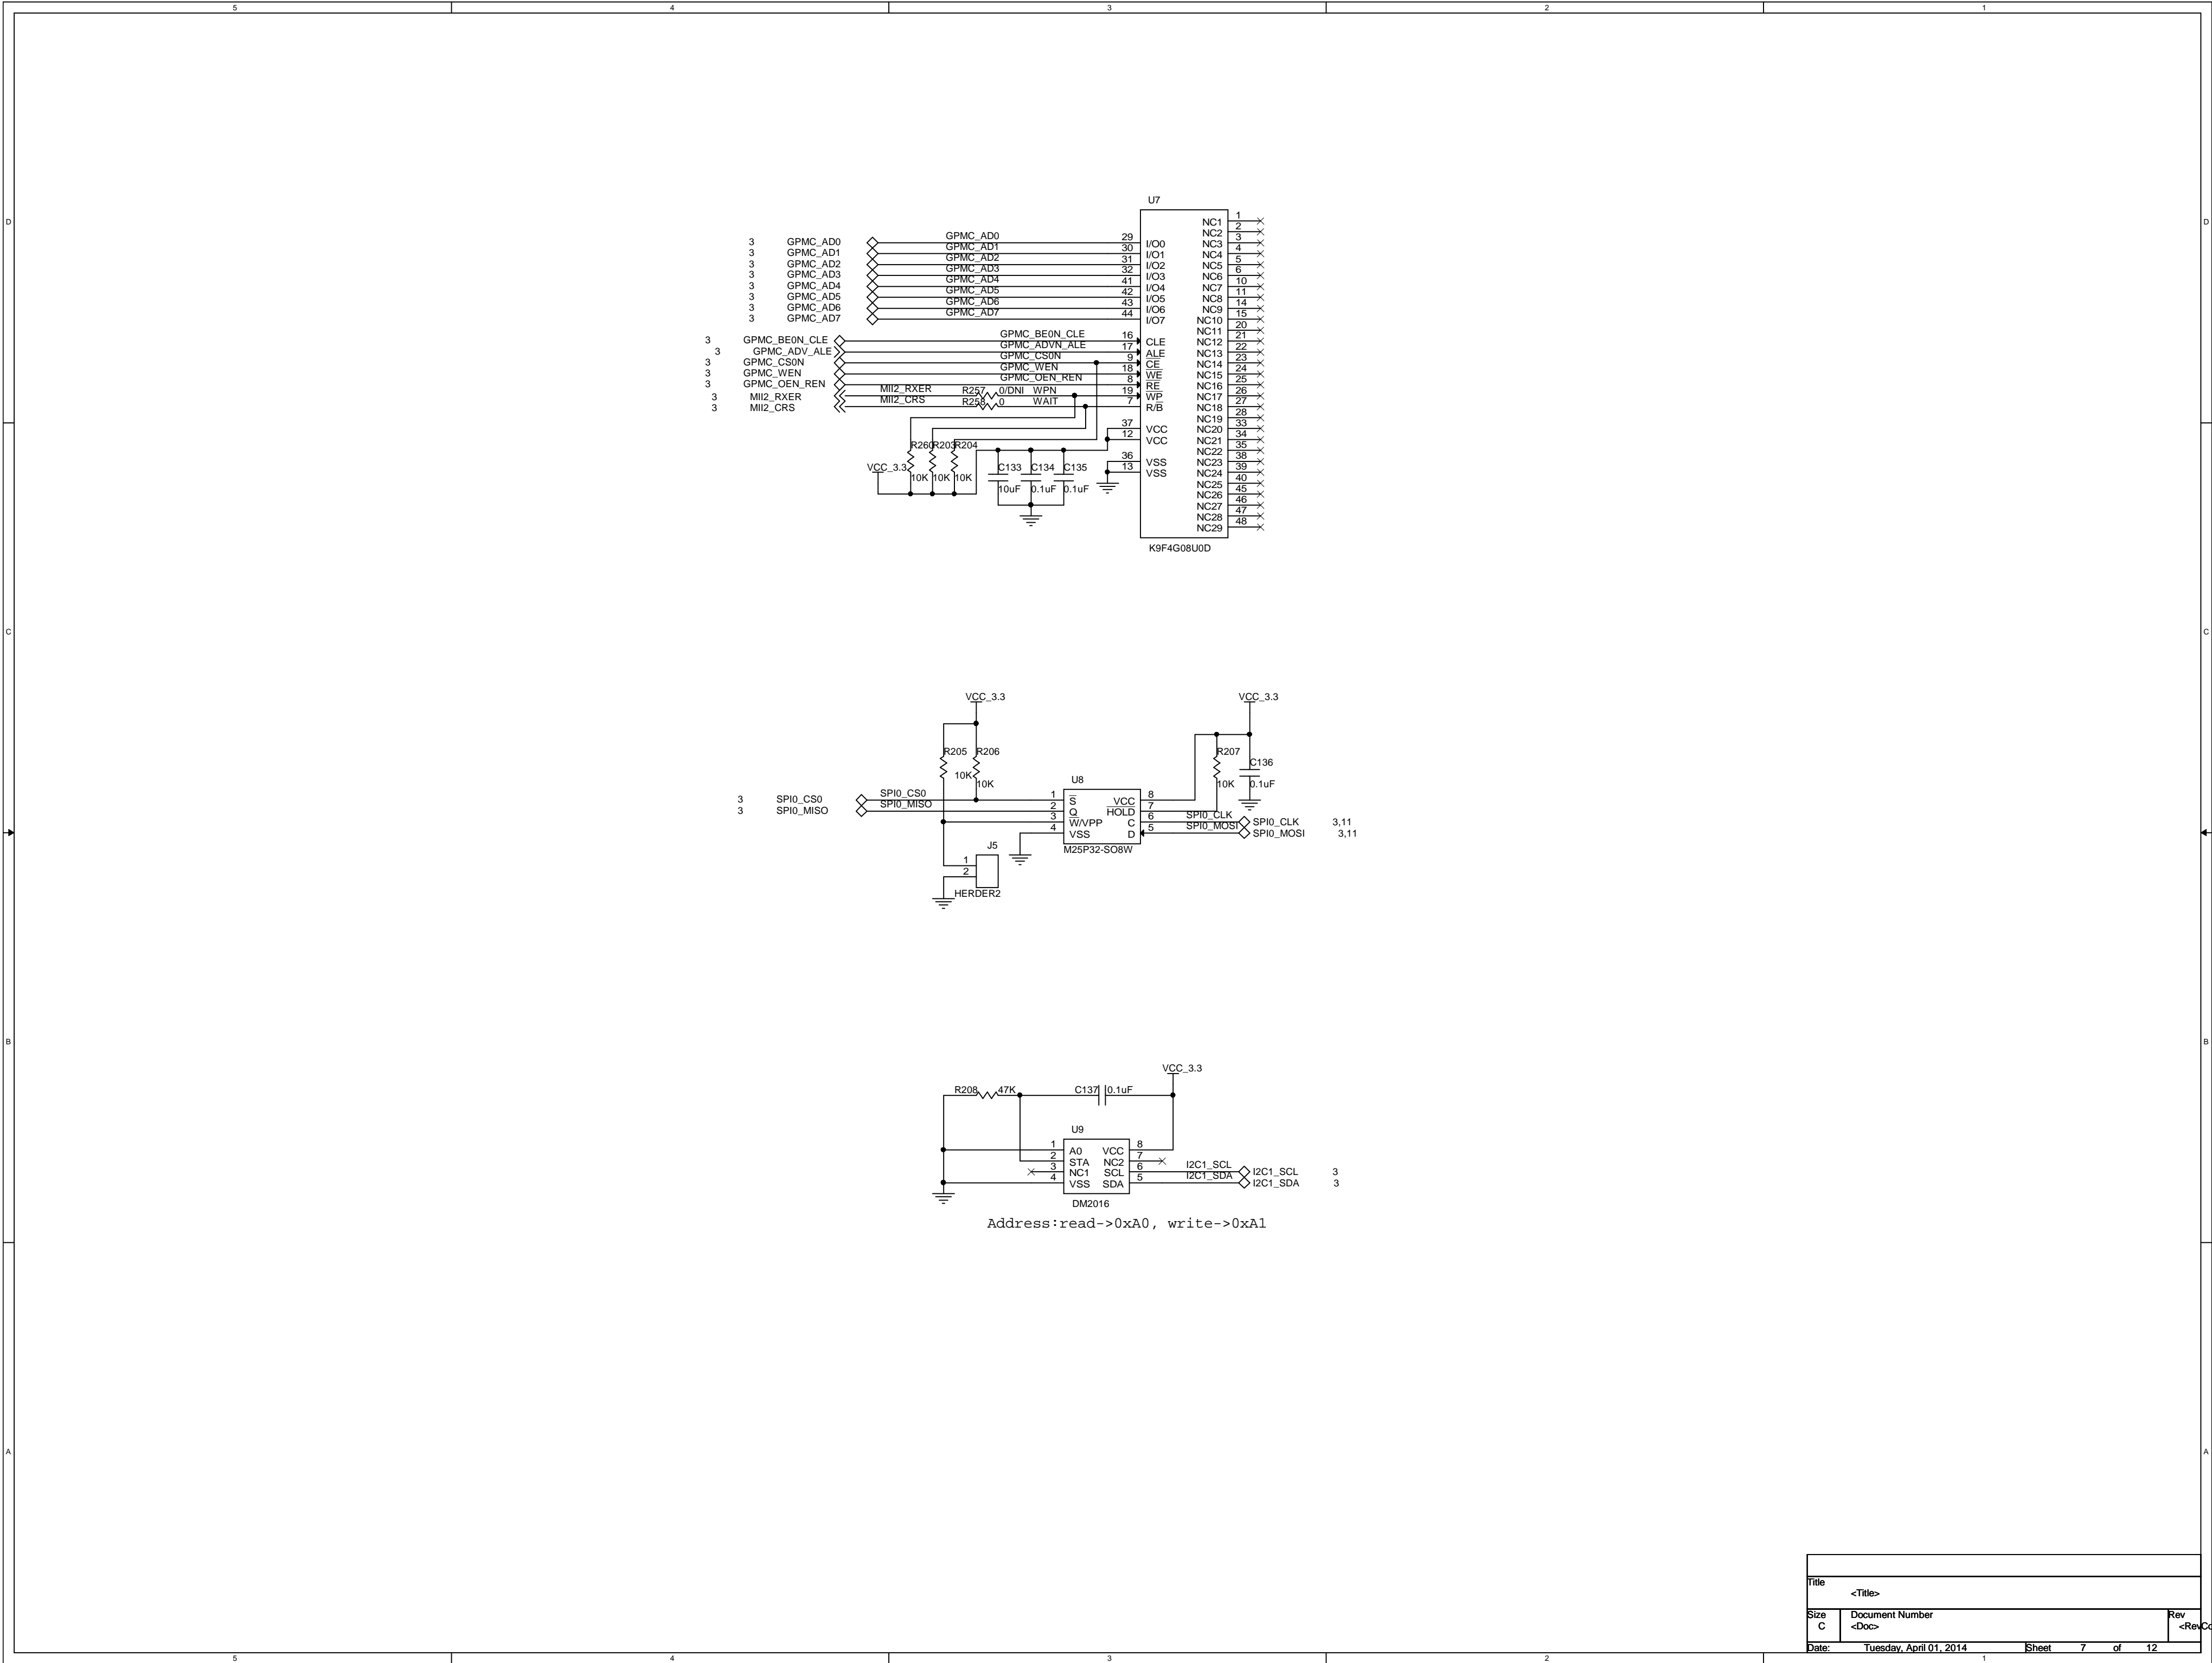 5 4 3 2 1
D D
C C
B B
A A
U7
3 GPMC_AD0 GPMC_AD0 29 I/O0
3 GPMC_AD1 GPMC_AD1 30 I/O1
3 GPMC_AD2 GPMC_AD2 31 I/O2
3 GPMC_AD3 GPMC_AD3 32 I/O3
3 GPMC_AD4 GPMC_AD4 41 I/O4
3 GPMC_AD5 GPMC_AD5 42 I/O5
3 GPMC_AD6 GPMC_AD6 43 I/O6
3 GPMC_AD7 GPMC_AD7 44 I/O7
3 GPMC_BE0N_CLE GPMC_BE0N_CLE 16 CLE
3 GPMC_ADV_ALE GPMC_ADVN_ALE 17 ALE
3 GPMC_CS0N GPMC_CS0N 9 CE
3 GPMC_WEN GPMC_WEN 18 WE
3 GPMC_OEN_REN GPMC_OEN_REN 8 RE
3 MII2_RXER MII2_RXER R257 0/DNI WPN 19 WP
3 MII2_CRS MII2_CRS R258 0 WAIT 7 R/B
37 VCC
12 VCC
36 VSS
13 VSS
NC1 1
NC2 2
NC3 3
NC4 4
NC5 5
NC6 6
NC7 10
NC8 11
NC9 14
NC10 15
NC11 20
NC12 21
NC13 22
NC14 23
NC15 24
NC16 25
NC17 26
NC18 27
NC19 28
NC20 33
NC21 34
NC22 35
NC23 38
NC24 39
NC25 40
NC26 45
NC27 46
NC28 47
NC29 48
K9F4G08U0D
R260 R203 R204
VCC_3.3
10K 10K 10K
C133 C134 C135
10uF 0.1uF 0.1uF
VCC_3.3 VCC_3.3
R205 R206 R207
10K 10K 10K
C136
0.1uF
U8
3 SPI0_CS0 SPI0_CS0 1 S VCC 8
3 SPI0_MISO SPI0_MISO 2 Q HOLD 7
3 W/VPP C 6 SPI0_CLK SPI0_CLK 3,11
4 VSS D 5 SPI0_MOSI SPI0_MOSI 3,11
M25P32-SO8W
J5
1
2
HERDER2
VCC_3.3
R208 47K C137 0.1uF
U9
1 A0 VCC 8
2 STA NC2 7
3 NC1 SCL 6 I2C1_SCL I2C1_SCL 3
4 VSS SDA 5 I2C1_SDA I2C1_SDA 3
DM2016
Address:read->0xA0, write->0xA1
Title
<Title>
Size Document Number Rev
C <Doc> <RevCo
Date: Tuesday, April 01, 2014 Sheet 7 of 12
5 4 3 2 1